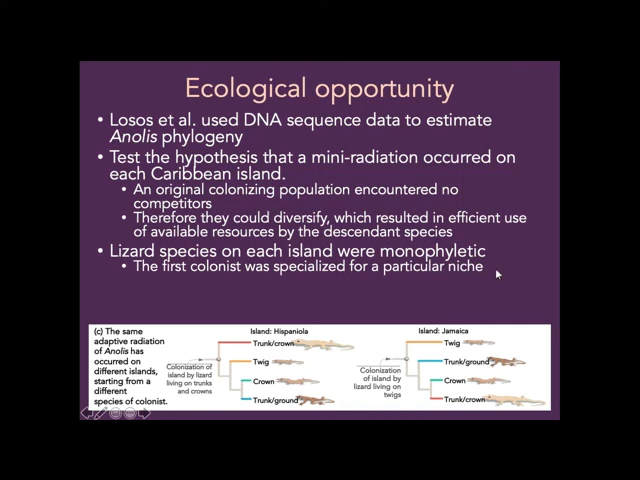 Ecological opportunity
• Losos et al. used DNA sequence data to estimate
Anolis phylogeny
• Test the hypothesis that a mini-radiation occurred on
each Caribbean island.
• An original colonizing population encountered no
competitors
• Therefore they could diversify, which resulted in efficient use
of available resources by the descendant species
• Lizard species on each island were monophyletic
• The first colonist was specialized for a particular niche
(c) The same
adaptive radiation
of Anolis has
occurred on
different islands,
starting from a
different
species of colonist.
Island: Hispaniola
Trunk/crown
Twig
Crown
Trunk/ground
Colonization
of island by lizard
living on trunks
and crowns
Island: Jamaica
Twig
Trunk/ground
Crown
Trunk/crown
Colonization
of island by
lizard living on
twigs